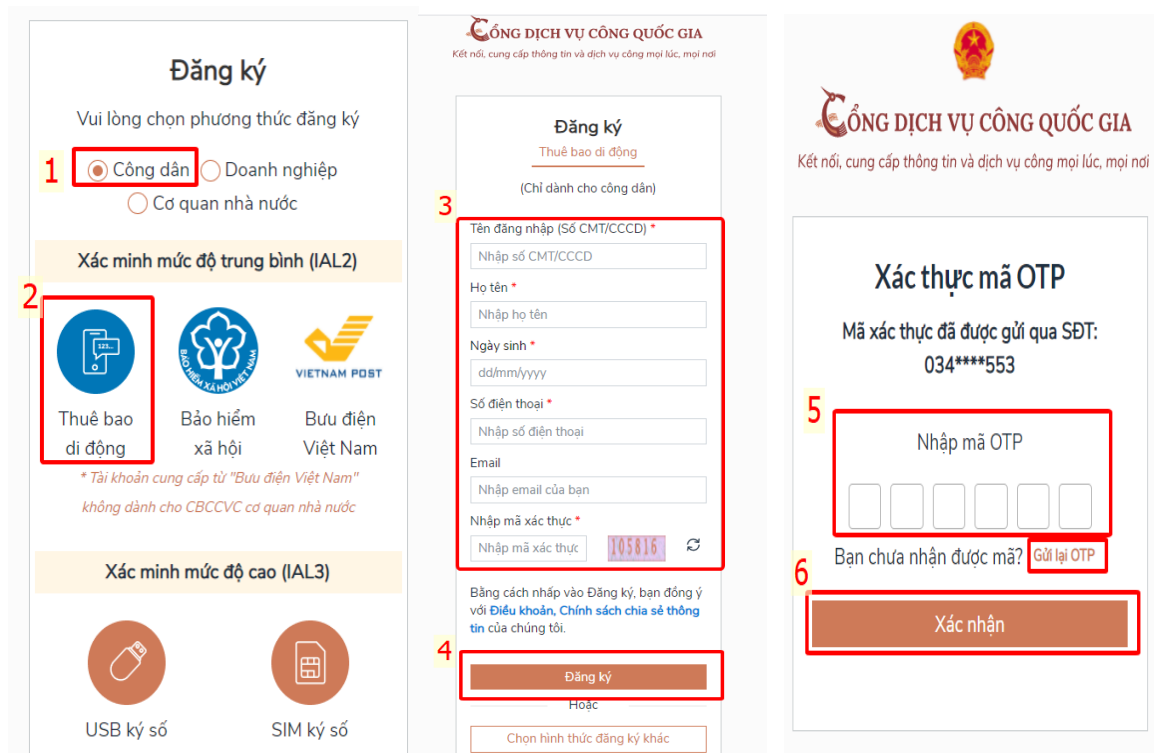 Đăng ký
Vui lòng chọn phương thức đăng ký
1
Công dân
Doanh nghiệp
Cơ quan nhà nước
Xác minh mức độ trung bình (IAL2)
2
123...
BẢO HIỂM XÃ HỘI VIỆT NAM
VIETNAM POST
Thuê bao di động
Bảo hiểm xã hội
Bưu điện Việt Nam
* Tài khoản cung cấp từ "Bưu điện Việt Nam"
không dành cho CBCCVC cơ quan nhà nước
Xác minh mức độ cao (IAL3)
USB ký số
SIM ký số
CỔNG DỊCH VỤ CÔNG QUỐC GIA
Kết nối, cung cấp thông tin và dịch vụ công mọi lúc, mọi nơi
Đăng ký
Thuê bao di động
(Chỉ dành cho công dân)
3
Tên đăng nhập (Số CMT/CCCD) *
Nhập số CMT/CCCD
Họ tên *
Nhập họ tên
Ngày sinh *
dd/mm/yyyy
Số điện thoại *
Nhập số điện thoại
Email
Nhập email của bạn
Nhập mã xác thực *
Nhập mã xác thực
105816
Bằng cách nhấp vào Đăng ký, bạn đồng ý
với Điều khoản, Chính sách chia sẻ thông
tin của chúng tôi.
4
Đăng ký
Hoặc
Chọn hình thức đăng ký khác
CỔNG DỊCH VỤ CÔNG QUỐC GIA
Kết nối, cung cấp thông tin và dịch vụ công mọi lúc, mọi nơi
Xác thực mã OTP
Mã xác thực đã được gửi qua SĐT:
034****553
5
Nhập mã OTP
Bạn chưa nhận được mã? Gửi lại OTP
6
Xác nhận